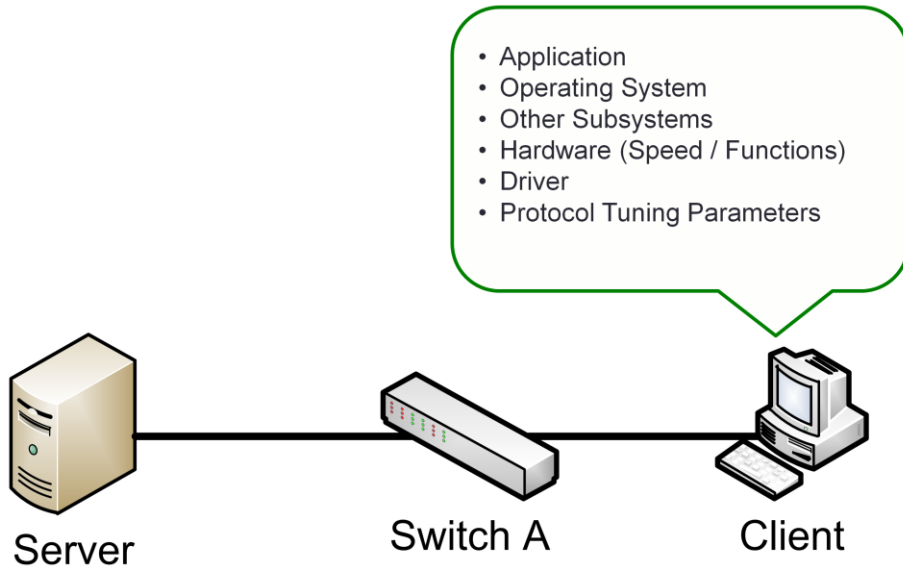 • Application
• Operating System
• Other Subsystems
• Hardware (Speed / Functions)
• Driver
• Protocol Tuning Parameters
Server
Switch A
Client